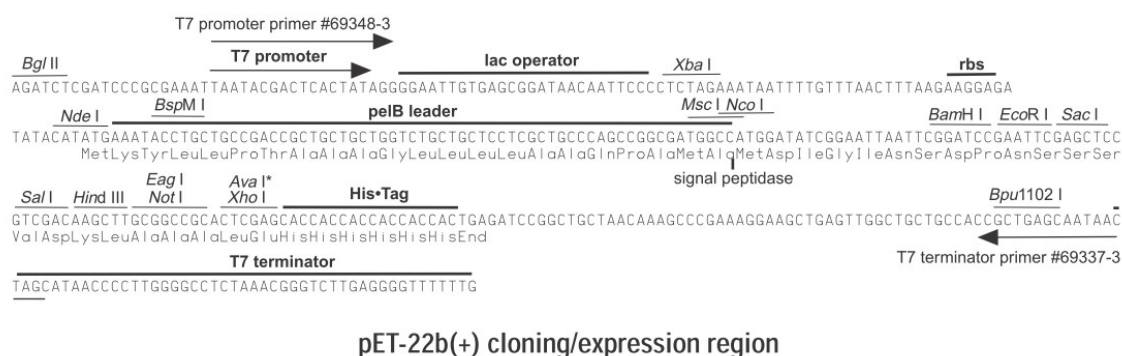 T7 promoter primer #69348-3
Bgl II T7 promoter lac operator Xba I rbs
AGATCTCGATCCCGCGAAATTAATACGACTCACTATAGGGGAATTGTGAGCGGATAACAATTCCCCTCTAGAAATAATTTTGTTTAACTTTAAGAAGGAGA
Nde I BspM I pelB leader Msc I Nco I BamH I EcoR I Sac I
TATACATATGAAATACCTGCTGCCGACCGCTGCTGCTGGTCTGCTGCTCCTCGCTGCCCAGCCGGCGATGGCCATGGATATCGGAATTAATTCGGATCCGAATTCGAGCTCC
MetLysTyrLeuLeuProThrAlaAlaAlaGlyLeuLeuLeuLeuAlaAlaGlnProAlaMetAlaMetAspIleGlyIleAsnSerAspProAsnSerSerSer
signal peptidase
Sal I Hind III Eag I Not I Ava I* Xho I His•Tag Bpu1102 I
GTCGACAAGCTTGCGGCCGCACTCGAGCACCACCACCACCACCACTGAGATCCGGCTGCTAACAAAGCCCGAAAGGAAGCTGAGTTGGCTGCTGCCACCGCTGAGCAATAAC
ValAspLysLeuAlaAlaAlaLeuGluHisHisHisHisHisHisEnd
T7 terminator T7 terminator primer #69337-3
TAGCATAACCCCTTGGGGCCTCTAAACGGGTCTTGAGGGGTTTTTTG
pET-22b(+) cloning/expression region